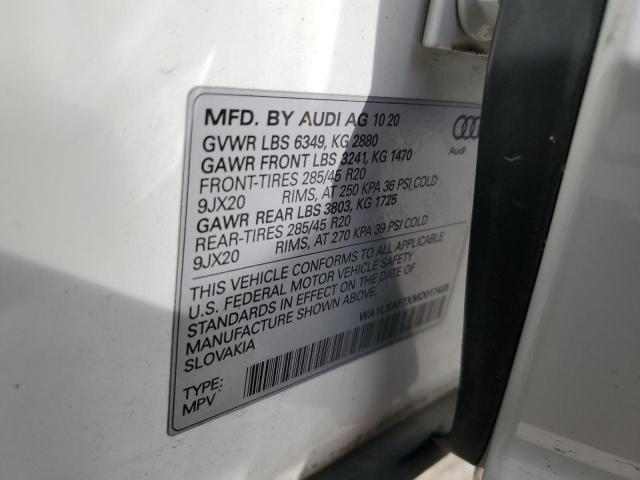 MFD. BY AUDI AG 10 20
GVWR LBS 6349, KG 2880
GAWR FRONT LBS 3241, KG 1470
FRONT-TIRES 285/45 R20
9JX20 RIMS, AT 250 KPA 36 PSI COLD
GAWR REAR LBS 3803, KG 1725
REAR-TIRES 285/45 R20
9JX20 RIMS, AT 270 KPA 39 PSI COLD
Audi
THIS VEHICLE CONFORMS TO ALL APPLICABLE
U.S. FEDERAL MOTOR VEHICLE SAFETY
STANDARDS IN EFFECT ON THE DATE OF
MANUFACTURE SHOWN ABOVE.
SLOVAKIA
TYPE:
MPV